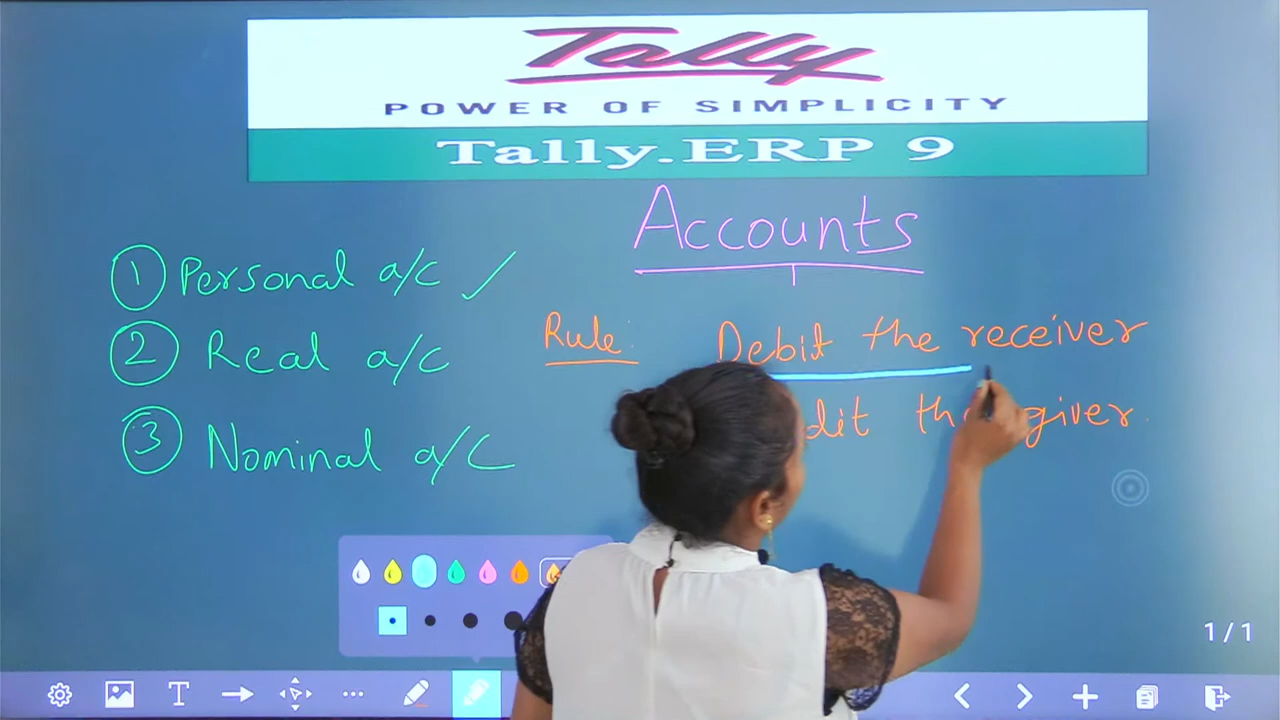 Tally
POWER OF SIMPLICITY
Tally.ERP 9
Accounts
① Personal a/c ✓
② Real a/c
③ Nominal a/c
Rule: Debit the receiver
the giver.
1/1
T